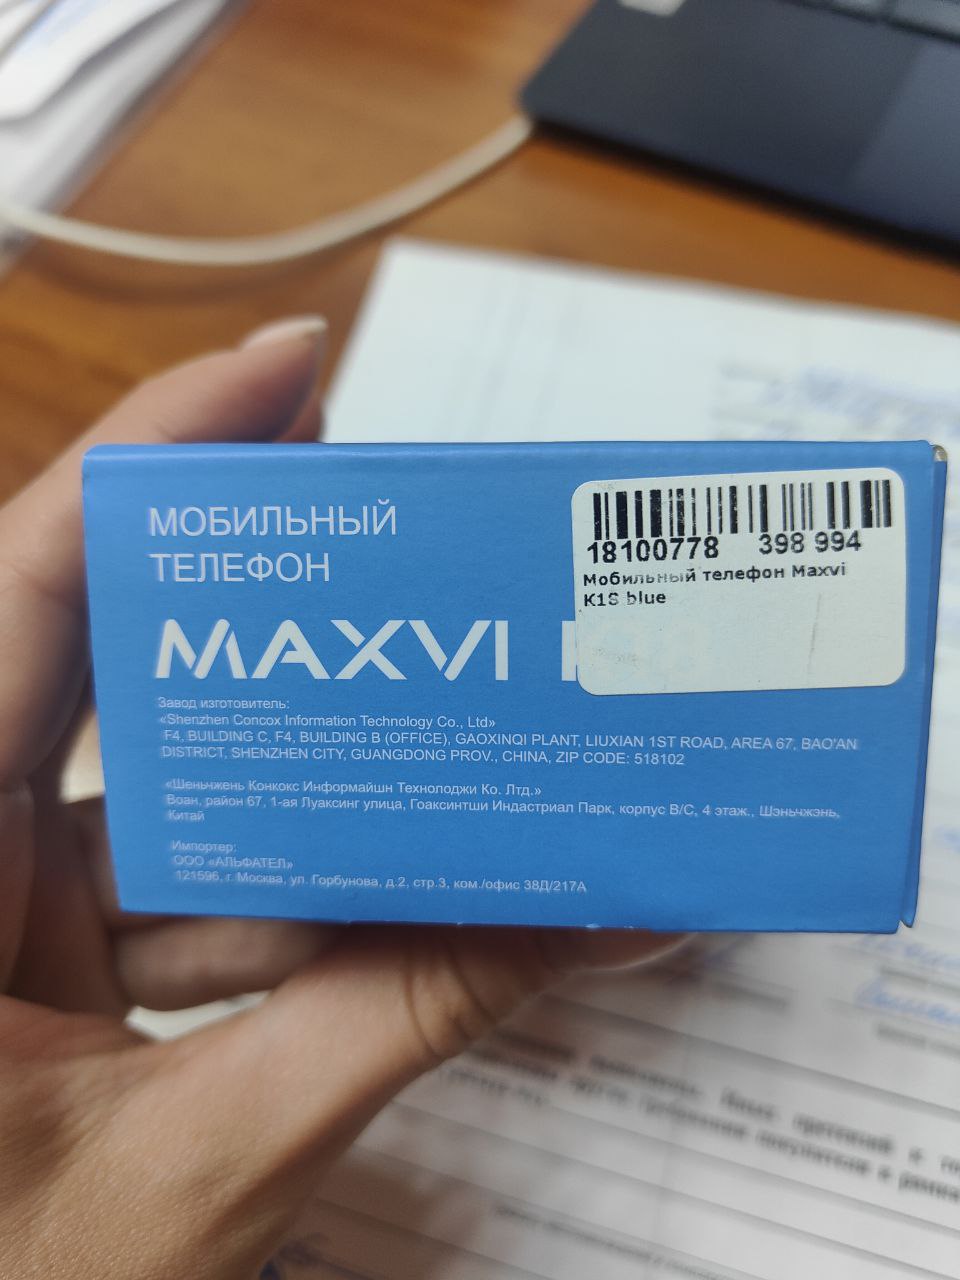 МОБИЛЬНЫЙ
ТЕЛЕФОН
MAXVI
18100778 398 994
Мобильный телефон Maxvi
blue
Завод изготовитель:
«Shenzhen Concox Information Technology Co., Ltd»
F4, BUILDING C, F4, BUILDING B (OFFICE), GAOXINQI PLANT, LIUXIAN 1ST ROAD, AREA 67, BAO'AN
DISTRICT, SHENZHEN CITY, GUANGDONG PROV., CHINA, ZIP CODE: 518102
«Шеньчжень Конкокс Информайшн Технолоджи Ко. Лтд.»
Воан, район 67, 1-ая Луаксинг улица, Гоаксинтши Индастриал Парк, корпус B/C, 4 этаж., Шэньчжэнь,
Китай
Импортер:
ООО «АЛЬФАТЕЛ»
121596, г. Москва, ул. Горбунова, д.2, стр.3, ком./офис 38Д/217А